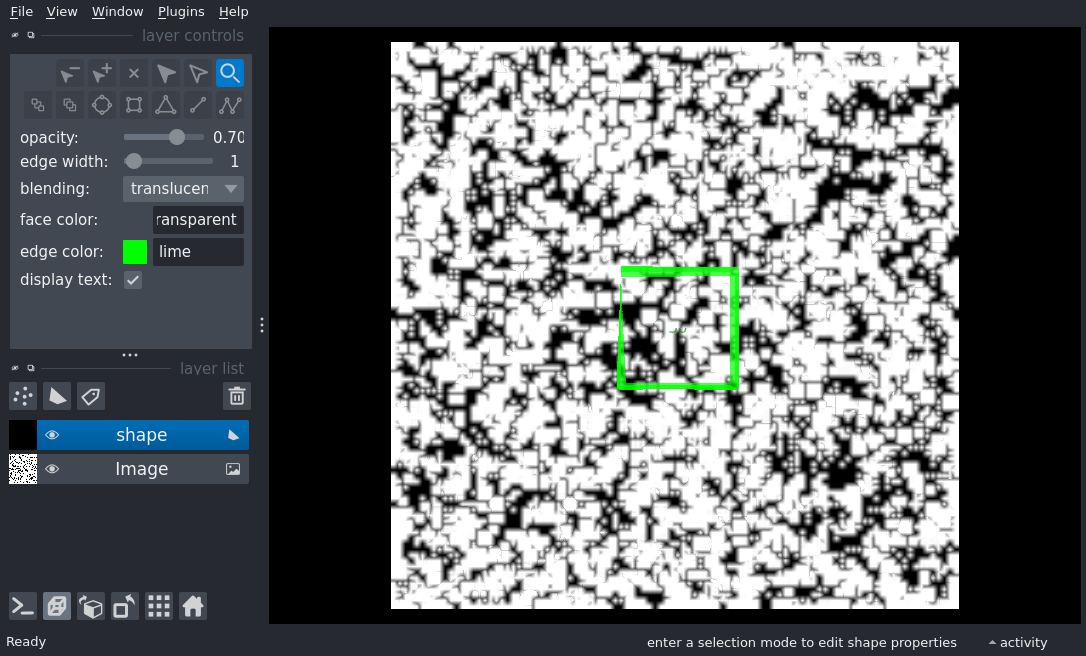 File View Window Plugins Help
layer controls
opacity: 0.70
edge width: 1
blending: translucen
face color: ransparent
edge color: lime
display text:
layer list
shape
Image
Ready enter a selection mode to edit shape properties activity